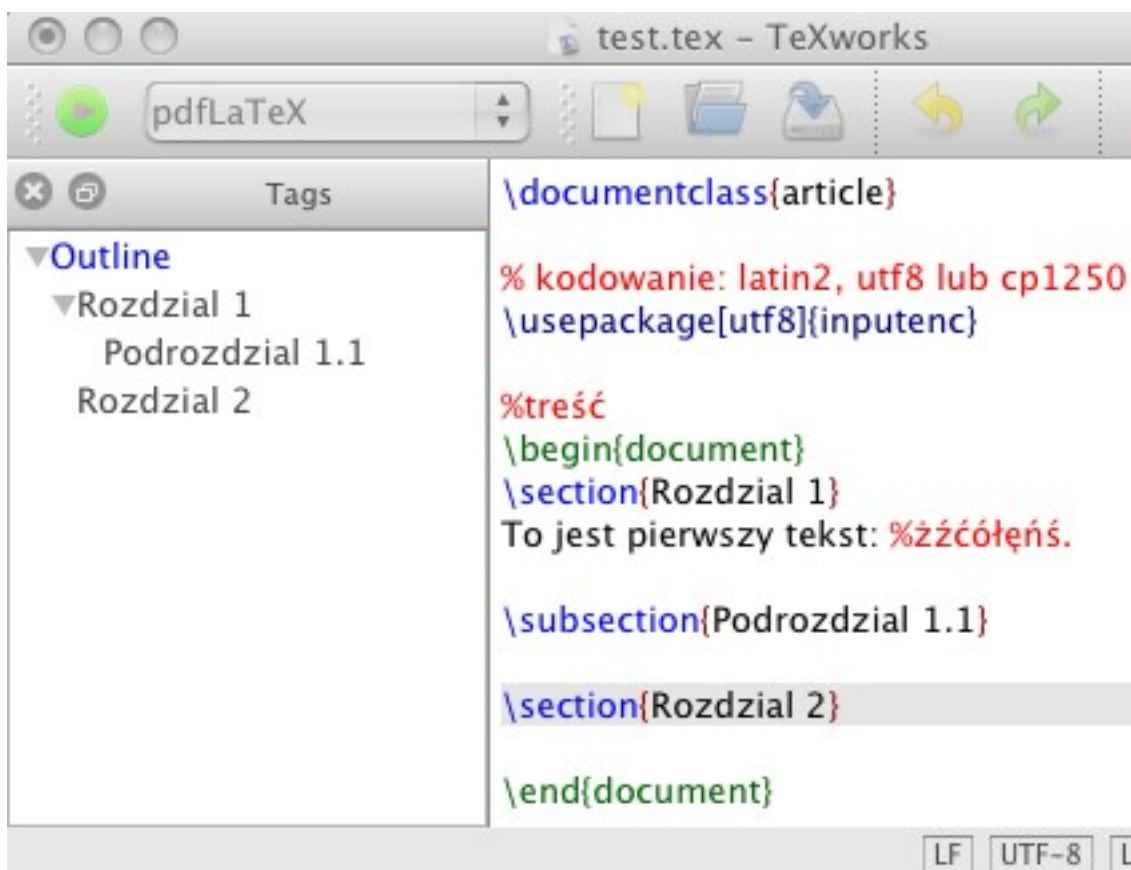 test.tex – TeXworks
pdfLaTeX
Tags
Outline
Rozdzial 1
Podrozdzial 1.1
Rozdzial 2
\documentclass{article}
% kodowanie: latin2, utf8 lub cp1250
\usepackage[utf8]{inputenc}
%treść
\begin{document}
\section{Rozdzial 1}
To jest pierwszy tekst: %żźćółęńś.
\subsection{Podrozdzial 1.1}
\section{Rozdzial 2}
\end{document}
LF UTF-8